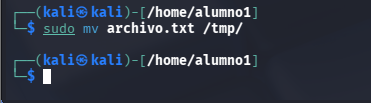 ┌──(kali㉿kali)-[/home/alumno1]
└─$ sudo mv archivo.txt /tmp/
┌──(kali㉿kali)-[/home/alumno1]
└─$